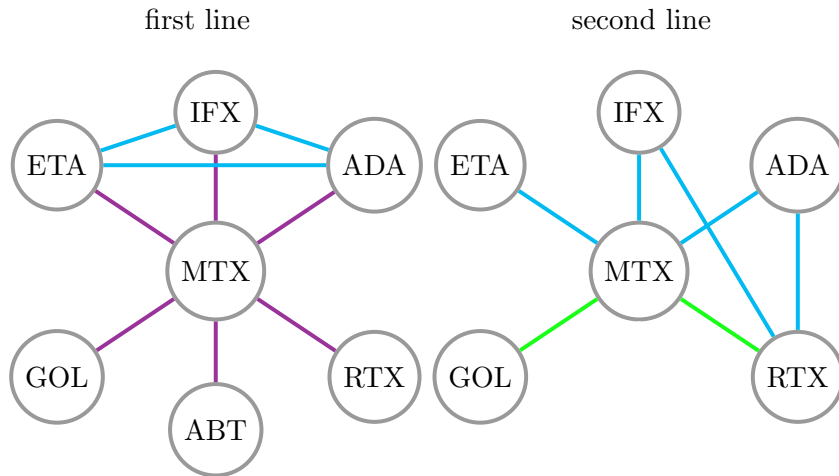 first line
IFX
ETA
ADA
MTX
GOL
RTX
ABT
second line
IFX
ETA
ADA
MTX
GOL
RTX